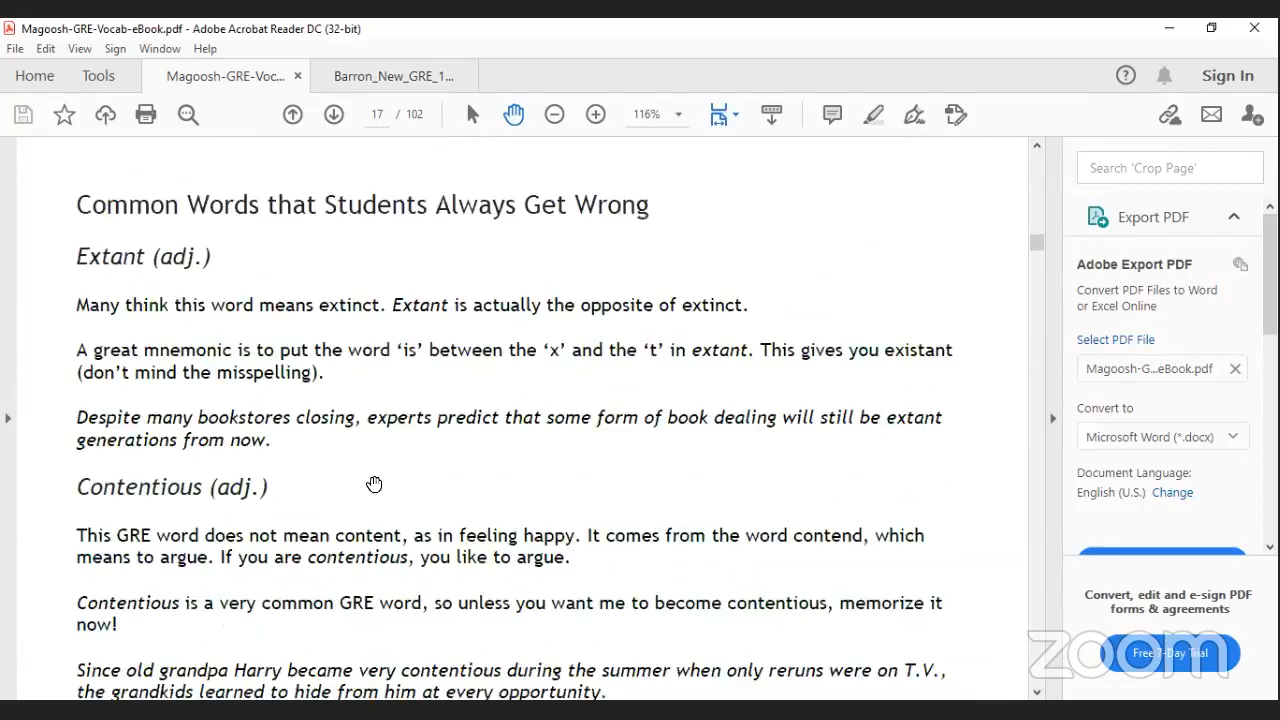 Magoosh-GRE-Vocab-eBook.pdf - Adobe Acrobat Reader DC (32-bit)
File Edit View Sign Window Help
Home Tools Magoosh-GRE-Voc... × Barron_New_GRE_1... Sign In
17 / 102 116%
Common Words that Students Always Get Wrong
Extant (adj.)
Many think this word means extinct. Extant is actually the opposite of extinct.
A great mnemonic is to put the word ‘is’ between the ‘x’ and the ‘t’ in extant. This gives you existant
(don’t mind the misspelling).
Despite many bookstores closing, experts predict that some form of book dealing will still be extant
generations from now.
Contentious (adj.)
This GRE word does not mean content, as in feeling happy. It comes from the word contend, which
means to argue. If you are contentious, you like to argue.
Contentious is a very common GRE word, so unless you want me to become contentious, memorize it
now!
Since old grandpa Harry became very contentious during the summer when only reruns were on T.V.,
the grandkids learned to hide from him at every opportunity.
Search 'Crop Page'
Export PDF
Adobe Export PDF
Convert PDF Files to Word
or Excel Online
Select PDF File
Magoosh-G...eBook.pdf
Convert to
Microsoft Word (*.docx)
Document Language:
English (U.S.) Change
Convert, edit and e-sign PDF
forms & agreements
Free 7-Day Trial
zoom